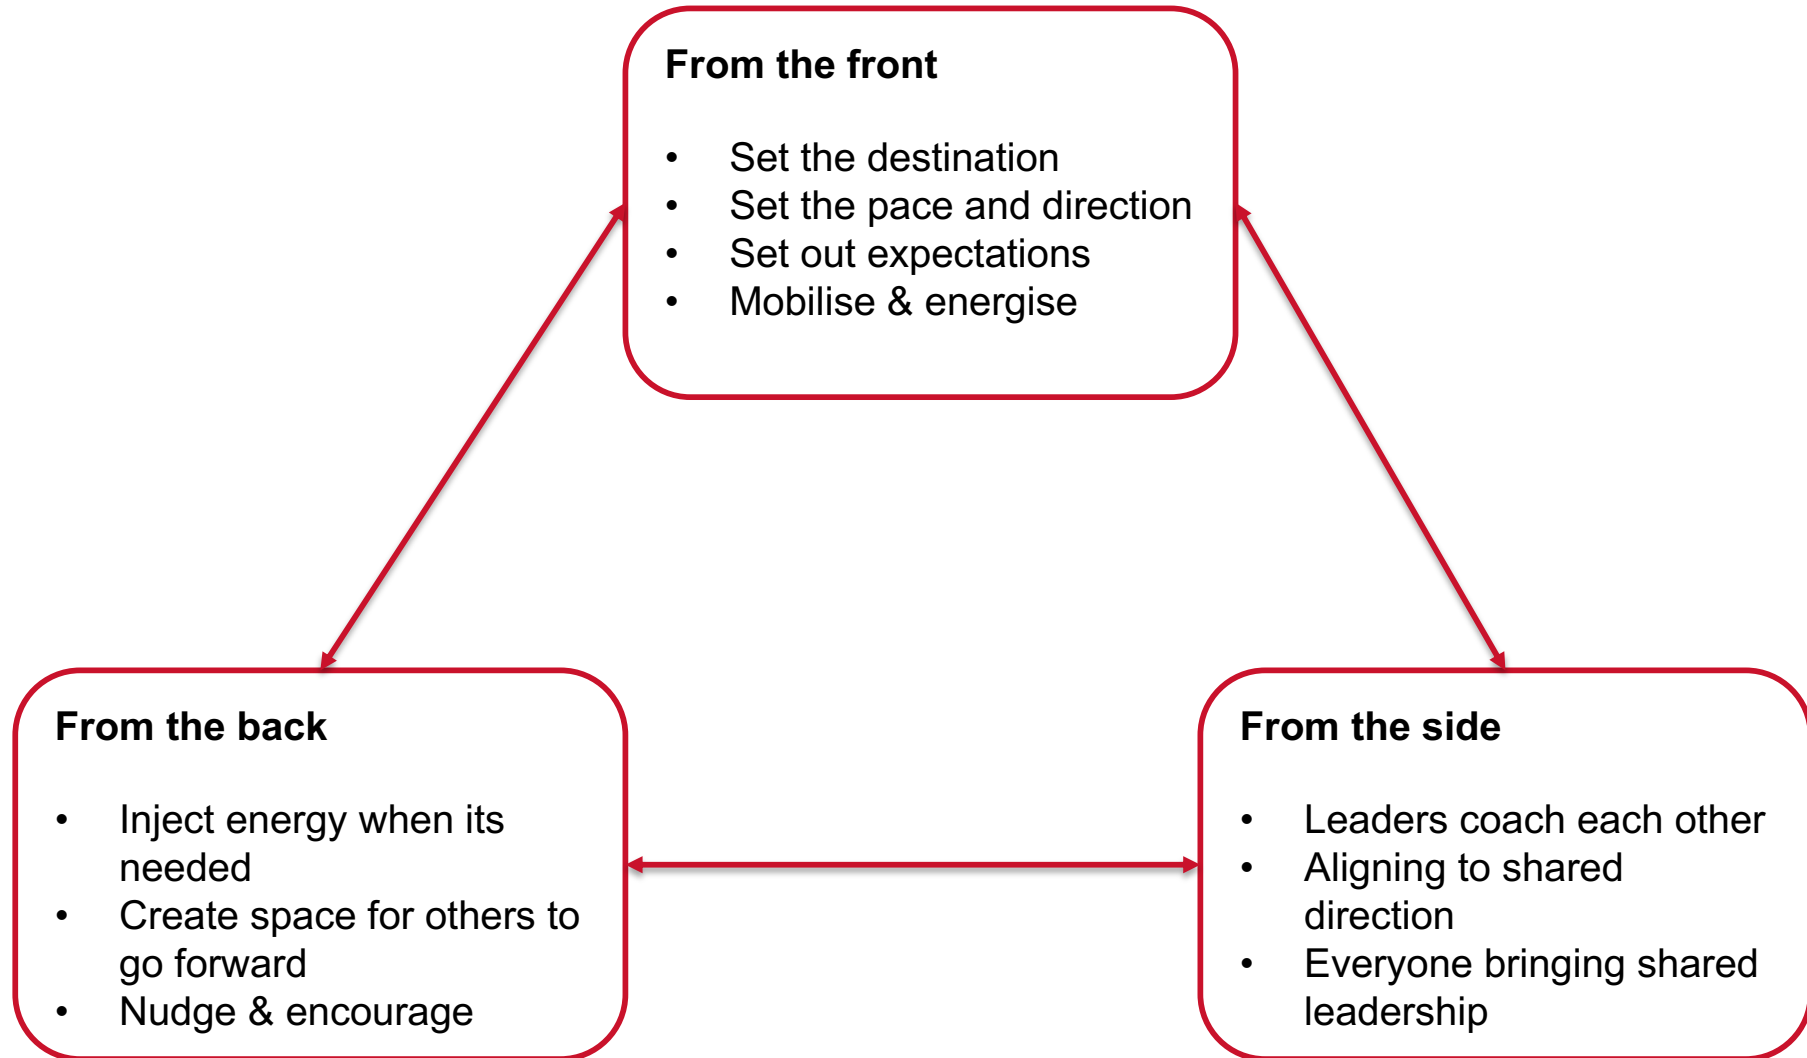 From the front
• Set the destination
• Set the pace and direction
• Set out expectations
• Mobilise & energise
From the back
• Inject energy when its
needed
• Create space for others to
go forward
• Nudge & encourage
From the side
• Leaders coach each other
• Aligning to shared
direction
• Everyone bringing shared
leadership